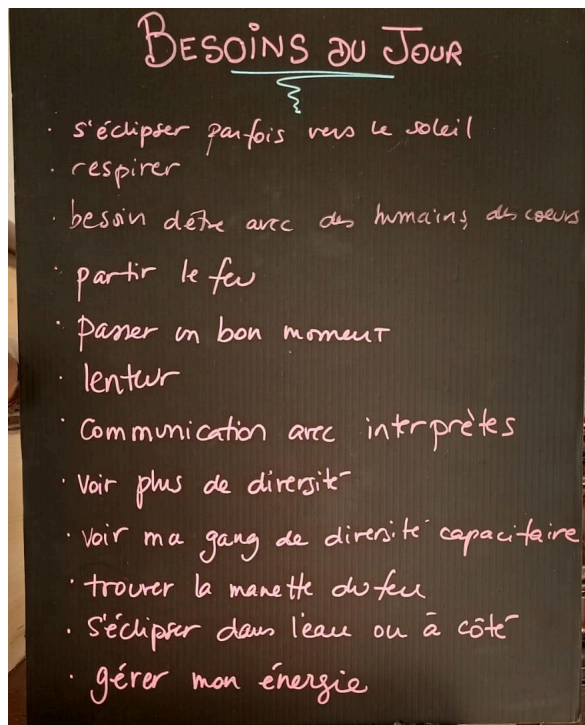 BESOINS DU JOUR
· s'éclipser parfois vers le soleil
· respirer
· besoin d'être avec des humains, des coeurs
· partir le feu
· passer un bon moment
· lenteur
· communication avec interprètes
· Voir plus de diversité
· Voir ma gang de diversité capacitaire
· trouver la manette du feu
· S'éclipser dans l'eau ou à côté
· gérer mon énergie